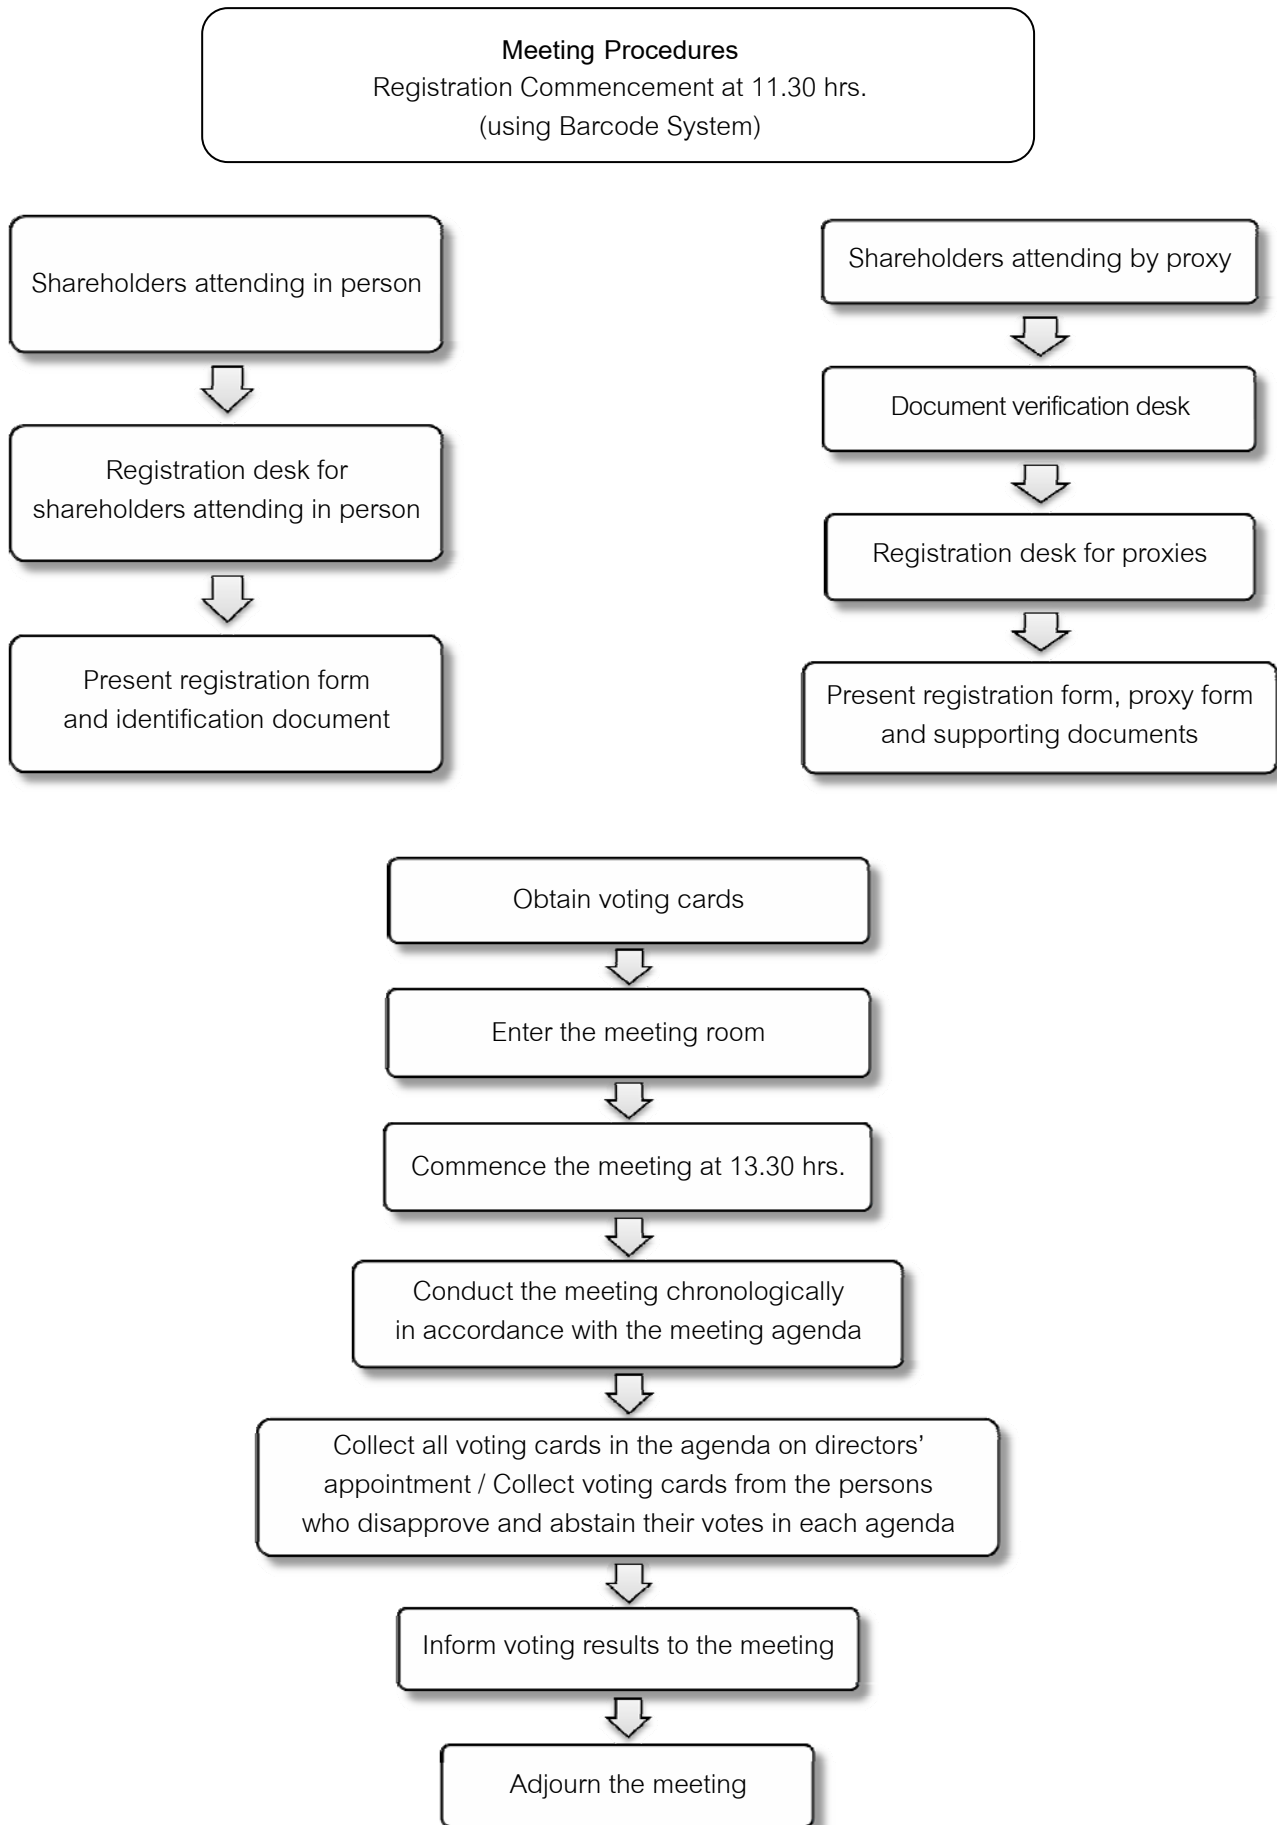 Meeting Procedures
Registration Commencement at 11.30 hrs.
(using Barcode System)
Shareholders attending in person
Registration desk for
shareholders attending in person
Present registration form
and identification document
Shareholders attending by proxy
Document verification desk
Registration desk for proxies
Present registration form, proxy form
and supporting documents
Obtain voting cards
Enter the meeting room
Commence the meeting at 13.30 hrs.
Conduct the meeting chronologically
in accordance with the meeting agenda
Collect all voting cards in the agenda on directors’
appointment / Collect voting cards from the persons
who disapprove and abstain their votes in each agenda
Inform voting results to the meeting
Adjourn the meeting